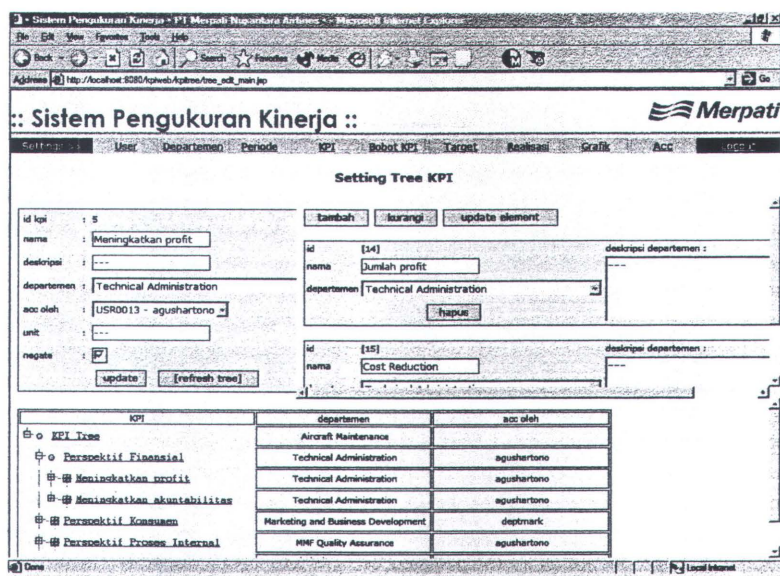 - Sistem Pengukuran Kinerja - PT Merpati Nusantara Airlines - - Microsoft Internet Explorer
File Edit View Favorites Tools Help
Back Search Favorites Media
Address http://localhost:8080/kpiweb/kpitree/tree_edt_main.jsp Go
:: Sistem Pengukuran Kinerja ::
Merpati
Settings User Departemen Periode KPI Bobot KPI Target Realisasi Grafik Acc
Setting Tree KPI
id kpi : 5
nama : Meningkatkan profit
deskripsi : ---
departemen : Technical Administration
acc oleh : USR0013 - agushartono
unit : ---
negate :
update [refresh tree]
tambah kurangi update element
id [14] deskripsi departemen :
nama Jumlah profit ---
departemen Technical Administration
hapus
id [15] deskripsi departemen :
nama Cost Reduction ---
KPI departemen acc oleh
KPI Tree Aircraft Maintenance
Perspektif Finansial Technical Administration agushartono
Meningkatkan profit Technical Administration agushartono
Meningkatkan akuntabilitas Technical Administration agushartono
Perspektif Konsumen Marketing and Business Development deptmark
Perspektif Proses Internal MMF Quality Assurance agushartono
Done Local intranet